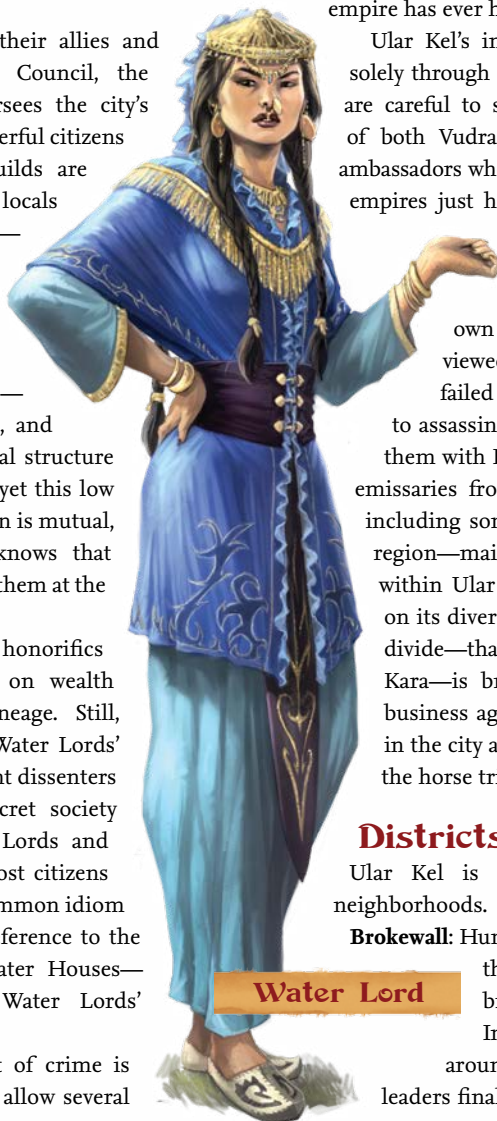 their allies and
Council, the
rsees the city's
erful citizens
uilds are
locals
—
—
, and
al structure
yet this low
n is mutual,
knows that
them at the
honorifics
on wealth
neage. Still,
Water Lords'
nt dissenters
cret society
Lords and
ost citizens
mmon idiom
ference to the
ater Houses—
Water Lords'
t of crime is
allow several
empire has ever h
Ular Kel's in
solely through
are careful to s
of both Vudra
ambassadors wh
empires just h
own
viewe
failed
to assassin
them with
emissaries fro
including som
region—mai
within Ular
on its diver
divide—tha
Kara—is br
business ag
in the city a
the horse tr
Districts
Ular Kel is
neighborhoods.
Brokewall: Hum
th
b
I
aroun
leaders final
Water Lord